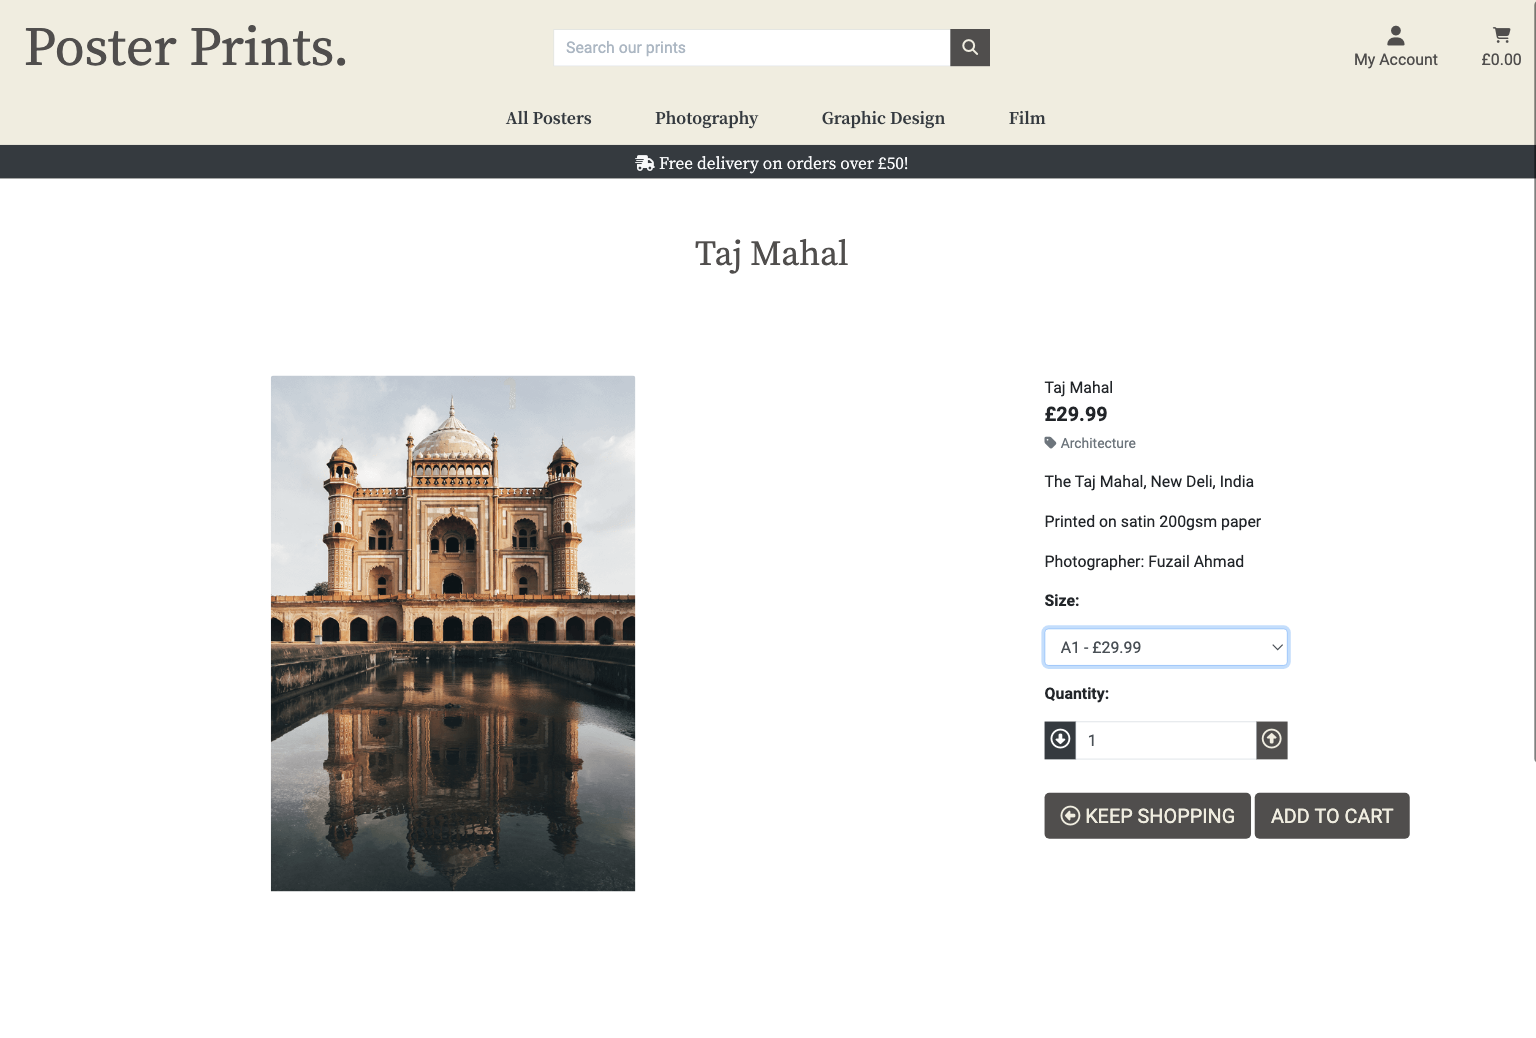 Poster Prints.
Search our prints
My Account
£0.00
All Posters
Photography
Graphic Design
Film
Free delivery on orders over £50!
Taj Mahal
Taj Mahal
£29.99
Architecture
The Taj Mahal, New Deli, India
Printed on satin 200gsm paper
Photographer: Fuzail Ahmad
Size:
A1 - £29.99
Quantity:
1
KEEP SHOPPING
ADD TO CART